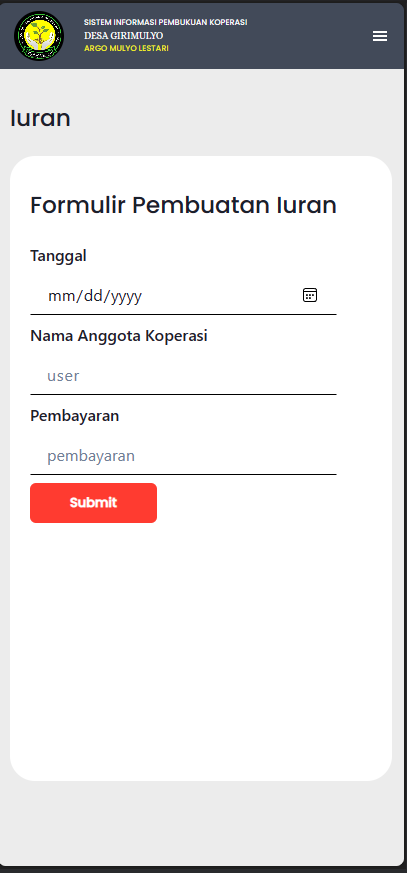 SISTEM INFORMASI PEMBUKUAN KOPERASI
DESA GIRIMULYO
ARGO MULYO LESTARI
Iuran
Formulir Pembuatan Iuran
Tanggal
mm/dd/yyyy
Nama Anggota Koperasi
user
Pembayaran
pembayaran
Submit